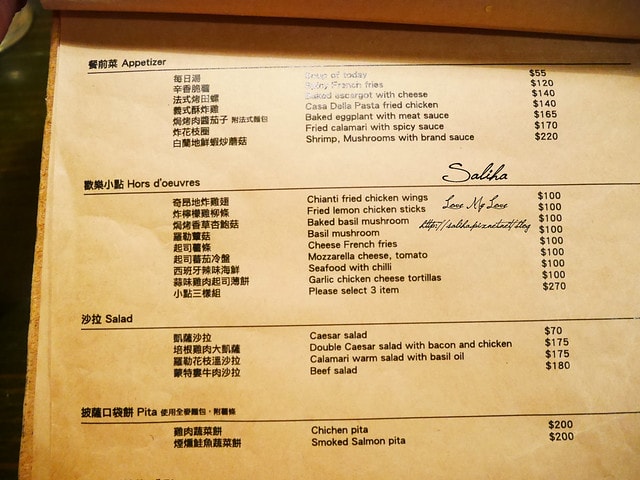 餐前菜 Appetizer
每日湯 Soup of today $55
辛香脆薯 Spicy French fries $120
法式烤田螺 Baked escargot with cheese $140
義式酥炸雞 Casa Della Pasta fried chicken $140
焗烤肉醬茄子 附法式麵包 Baked eggplant with meat sauce $165
炸花枝圈 Fried calamari with spicy sauce $170
白蘭地鮮蝦炒蘑菇 Shrimp, Mushrooms with brand sauce $220
Saliha
Love My Love
http://saliha.pixnet.net/blog
歡樂小點 Hors d'oeuvres
奇昂地炸雞翅 Chianti fried chicken wings $100
炸檸檬雞柳條 Fried lemon chicken sticks $100
焗烤香草杏鮑菇 Baked basil mushroom $100
羅勒蕈菇 Basil mushroom $100
起司薯條 Cheese French fries $100
起司蕃茄冷盤 Mozzarella cheese, tomato $100
西班牙辣味海鮮 Seafood with chilli $100
蒜味雞肉起司薄餅 Garlic chicken cheese tortillas $100
小點三樣組 Please select 3 item $270
沙拉 Salad
凱薩沙拉 Caesar salad $70
培根雞肉大凱薩 Double Caesar salad with bacon and chicken $175
羅勒花枝溫沙拉 Calamari warm salad with basil oil $175
蒙特婁牛肉沙拉 Beef salad $180
披薩口袋餅 Pita 使用全麥麵包，附薯條
雞肉蔬菜餅 Chichen pita $200
煙燻鮭魚蔬菜餅 Smoked Salmon pita $200